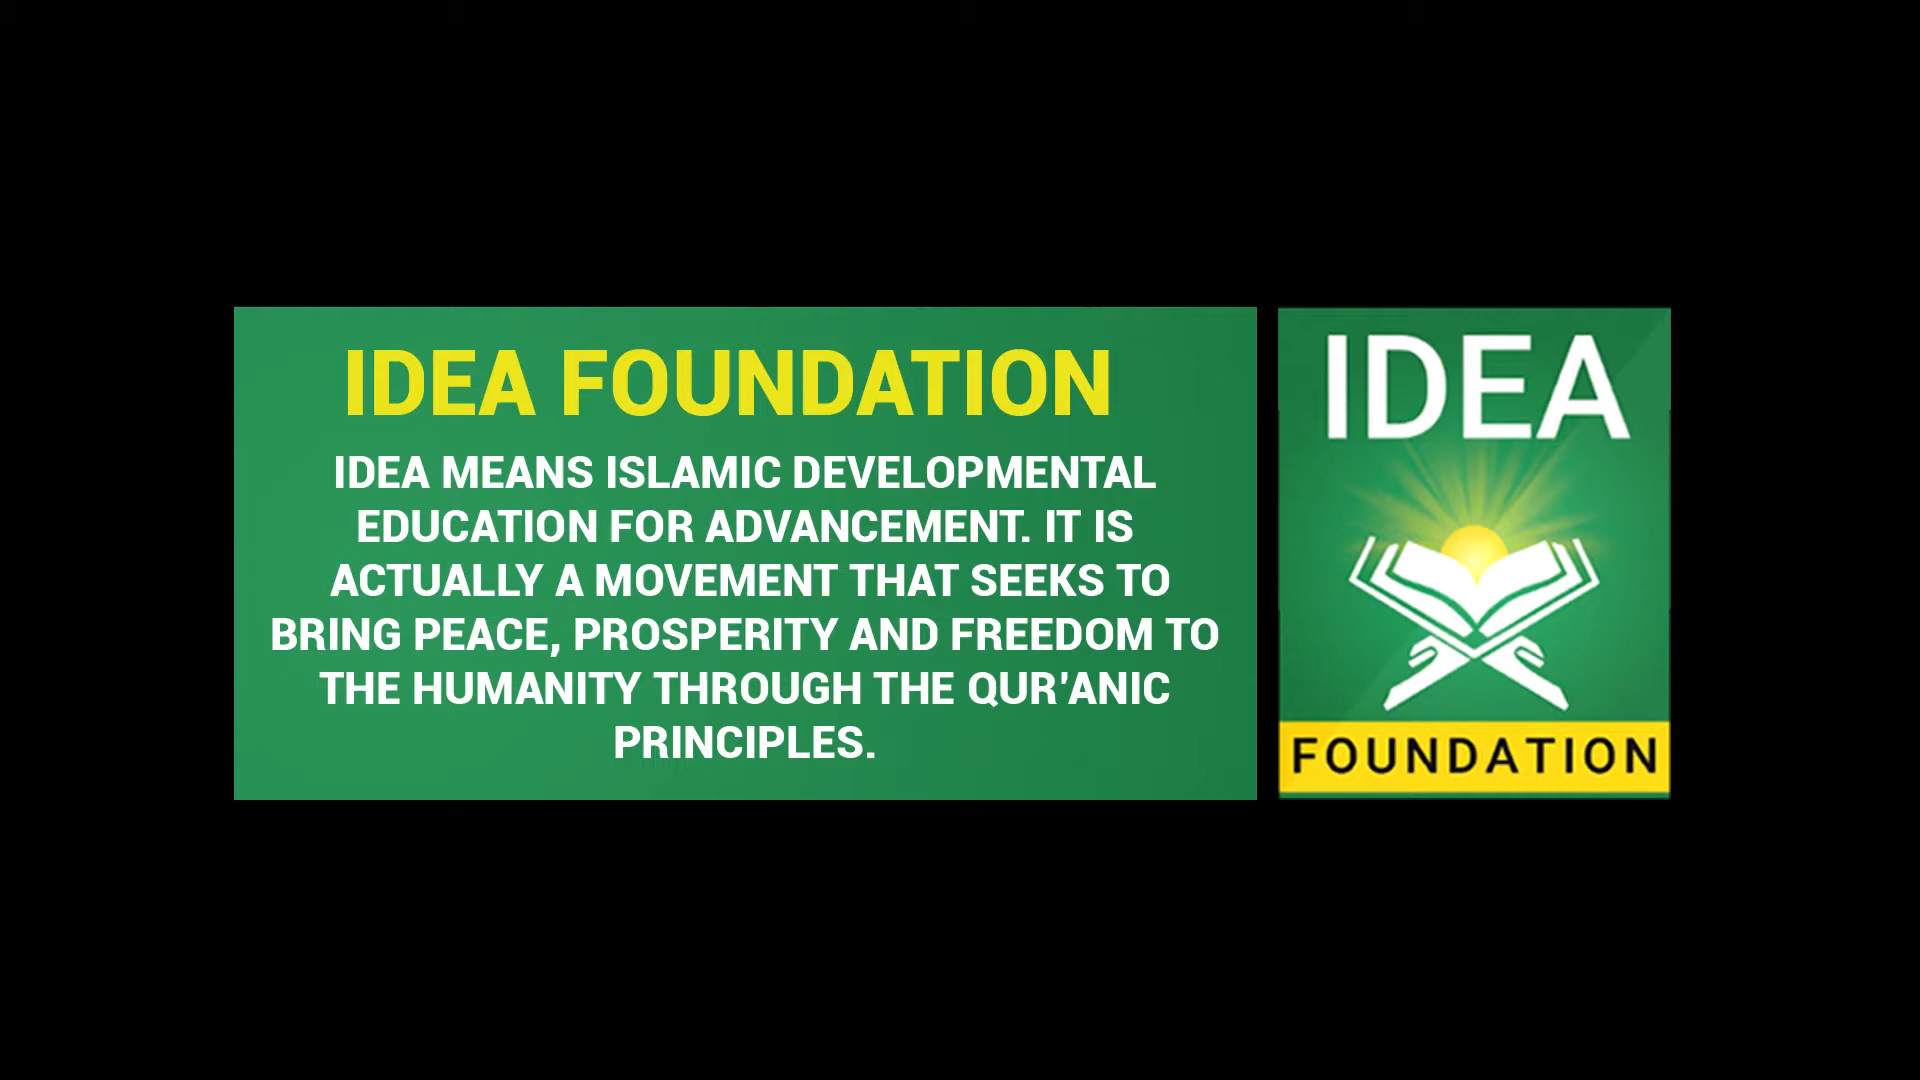 IDEA FOUNDATION
IDEA MEANS ISLAMIC DEVELOPMENTAL
EDUCATION FOR ADVANCEMENT. IT IS
ACTUALLY A MOVEMENT THAT SEEKS TO
BRING PEACE, PROSPERITY AND FREEDOM TO
THE HUMANITY THROUGH THE QUR'ANIC
PRINCIPLES.
IDEA
FOUNDATION